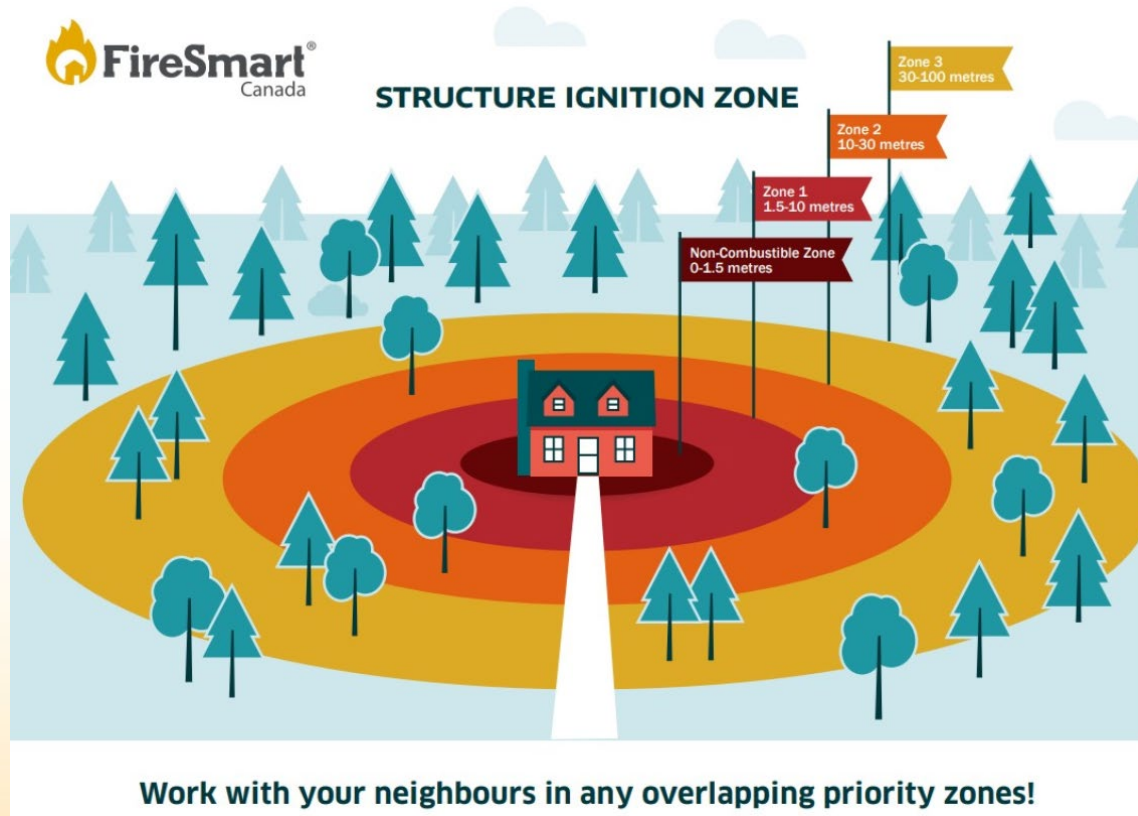 FireSmart®
Canada
STRUCTURE IGNITION ZONE
Zone 3
30-100 metres
Zone 2
10-30 metres
Zone 1
1.5-10 metres
Non-Combustible Zone
0-1.5 metres
Work with your neighbours in any overlapping priority zones!